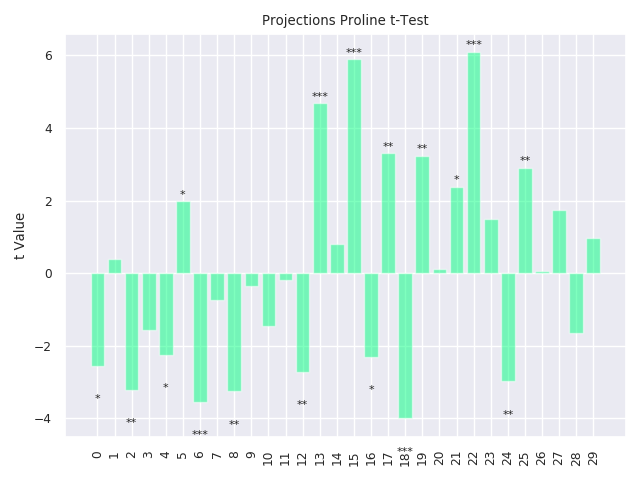 Projections Proline t-Test
t Value
6
4
2
0
−2
−4
* ** * * *** ** ** *** *** * ** *** ** * *** ** **
0 1 2 3 4 5 6 7 8 9 10 11 12 13 14 15 16 17 18 19 20 21 22 23 24 25 26 27 28 29